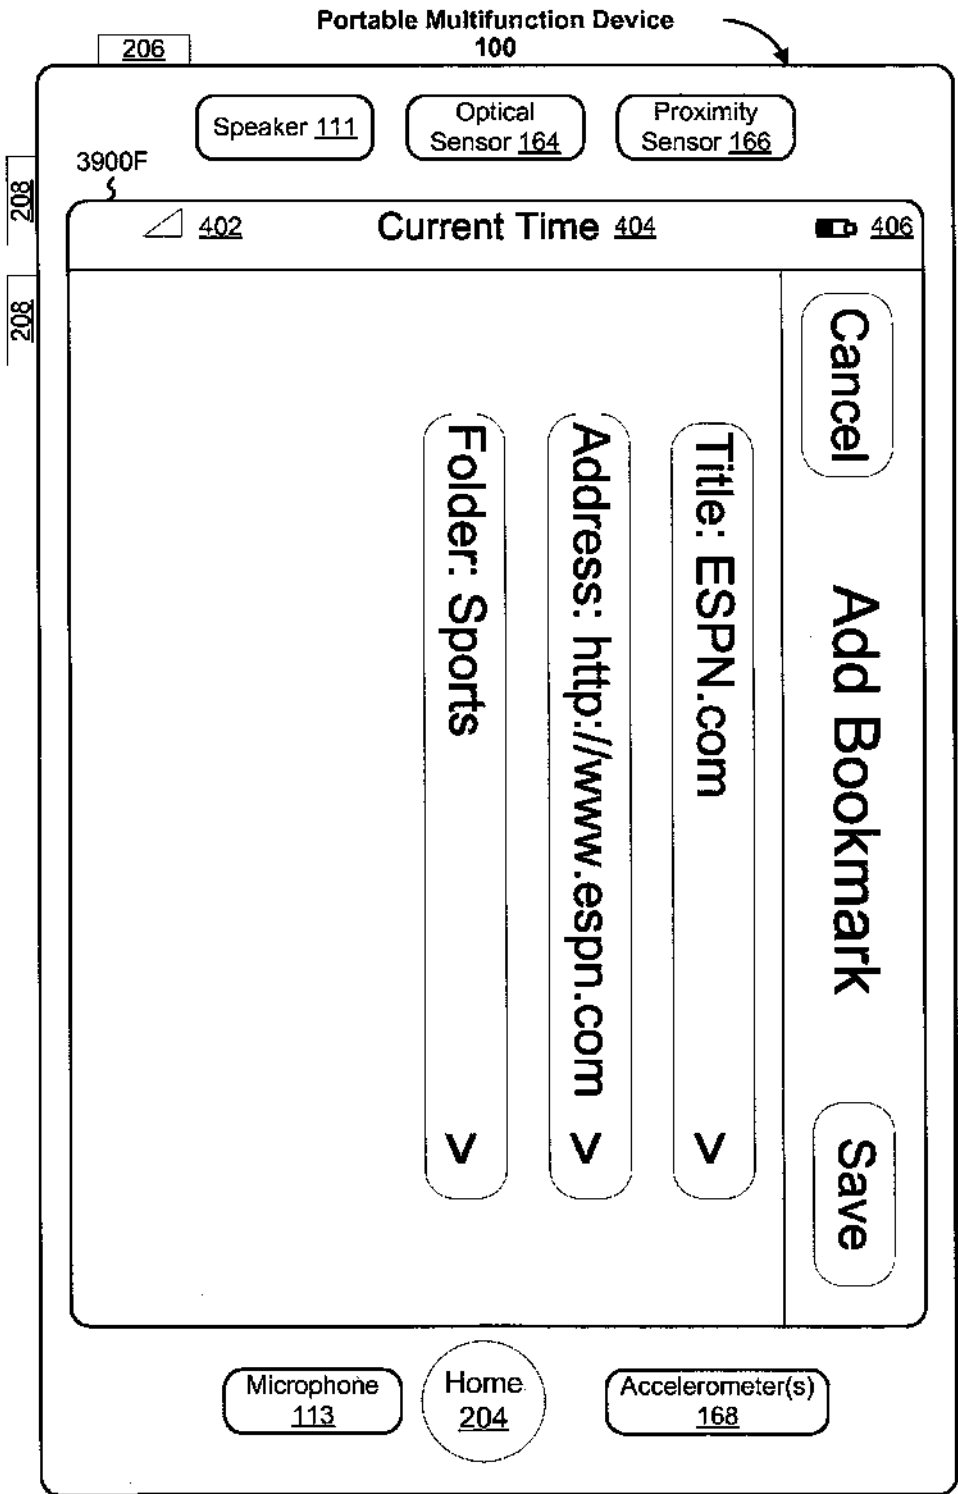 Portable Multifunction Device
100
206
Speaker 111
Optical
Sensor 164
Proximity
Sensor 166
3900F
208
208
402
Current Time 404
406
Cancel
Add Bookmark
Save
Title: ESPN.com >
Address: http://www.espn.com >
Folder: Sports >
Microphone
113
Home
204
Accelerometer(s)
168